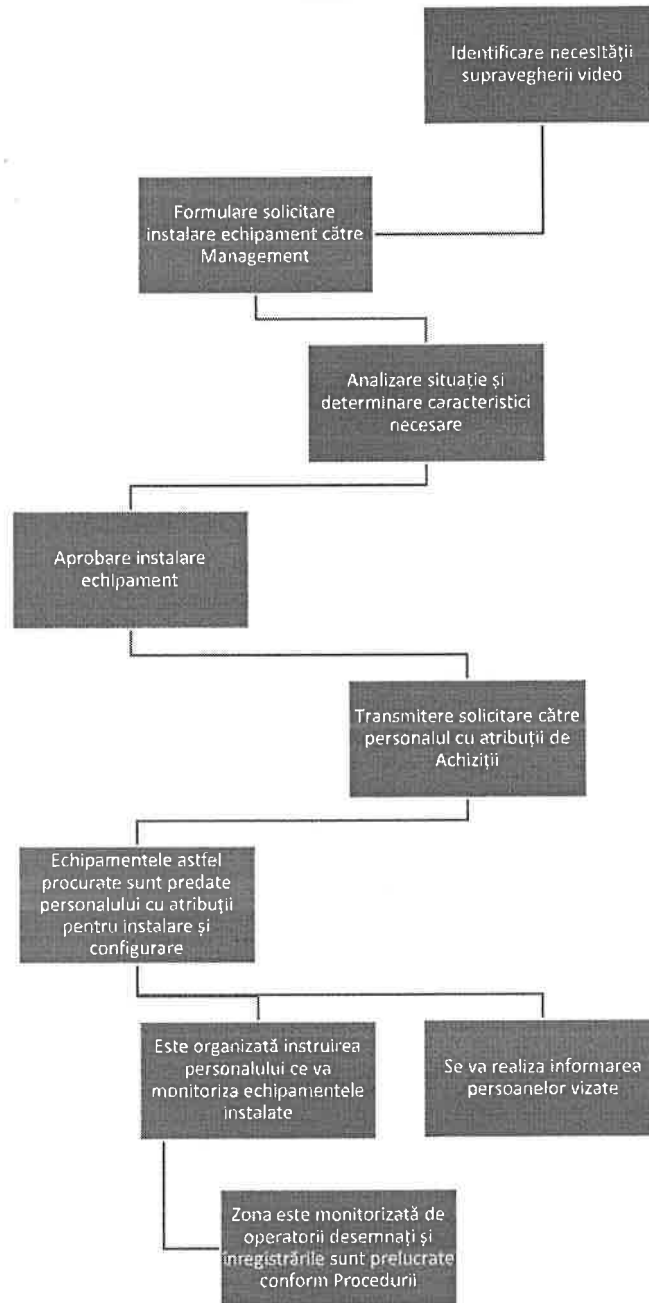 Identificare necesității
supravegherii video
Formulare solicitare
instalare echipament către
Management
Analizare situație și
determinare caracteristici
necesare
Aprobare instalare
echipament
Transmitere solicitare către
personalul cu atribuții de
Achiziții
Echipamentele astfel
procurate sunt predate
personalului cu atribuții
pentru instalare și
configurare
Este organizată instruirea
personalului ce va
monitoriza echipamentele
instalate
Se va realiza informarea
persoanelor vizate
Zona este monitorizată de
operatorii desemnați și
înregistrările sunt prelucrate
conform Procedurii